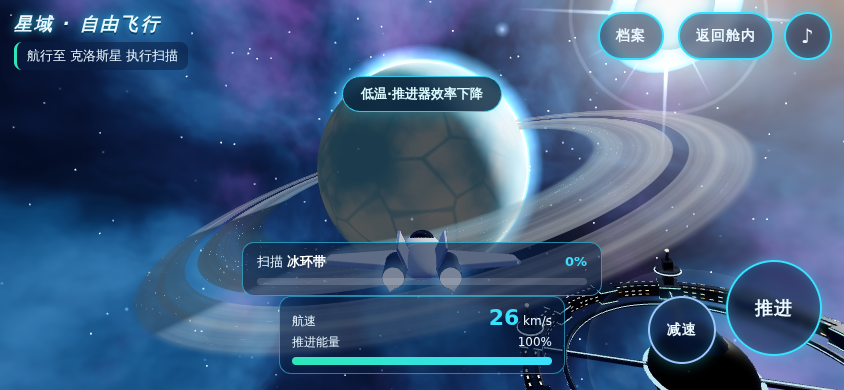 星域 · 自由飞行
航行至 克洛斯星 执行扫描
档案
返回舱内
♪
低温·推进器效率下降
扫描 冰环带 0%
航速 26 km/s
推进能量 100%
减速
推进